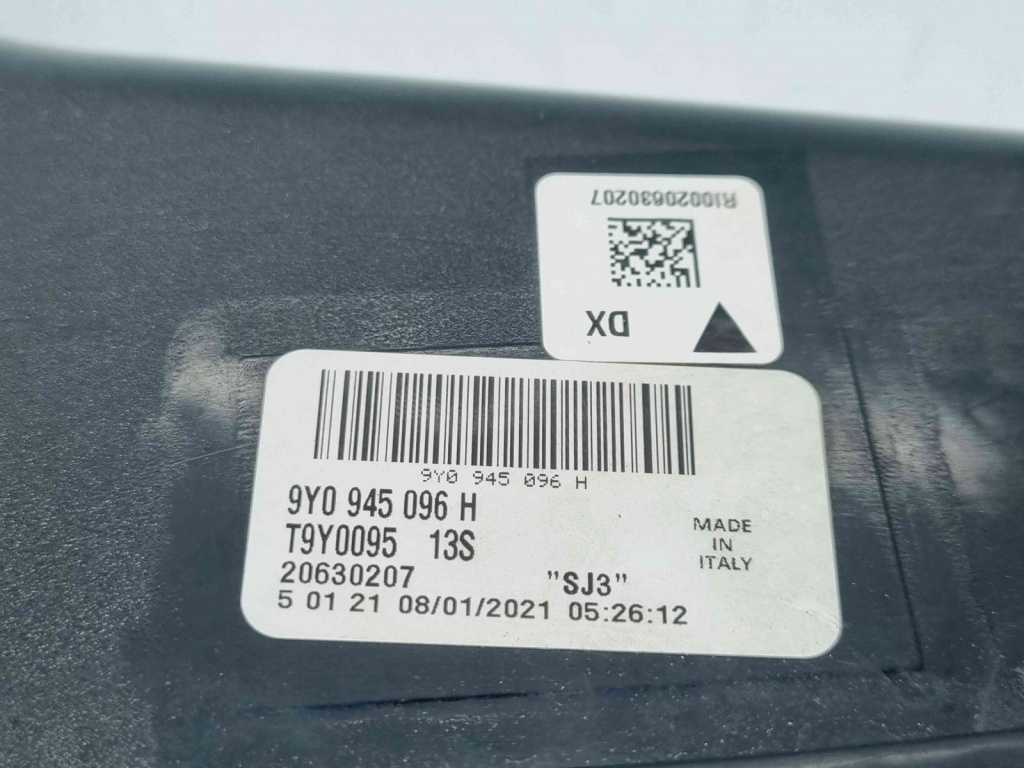 RI0020630207
DX
9Y0 945 096 H
9Y0 945 096 H
T9Y0095 13S
20630207 "SJ3"
5 01 21 08/01/2021 05:26:12
MADE
IN
ITALY